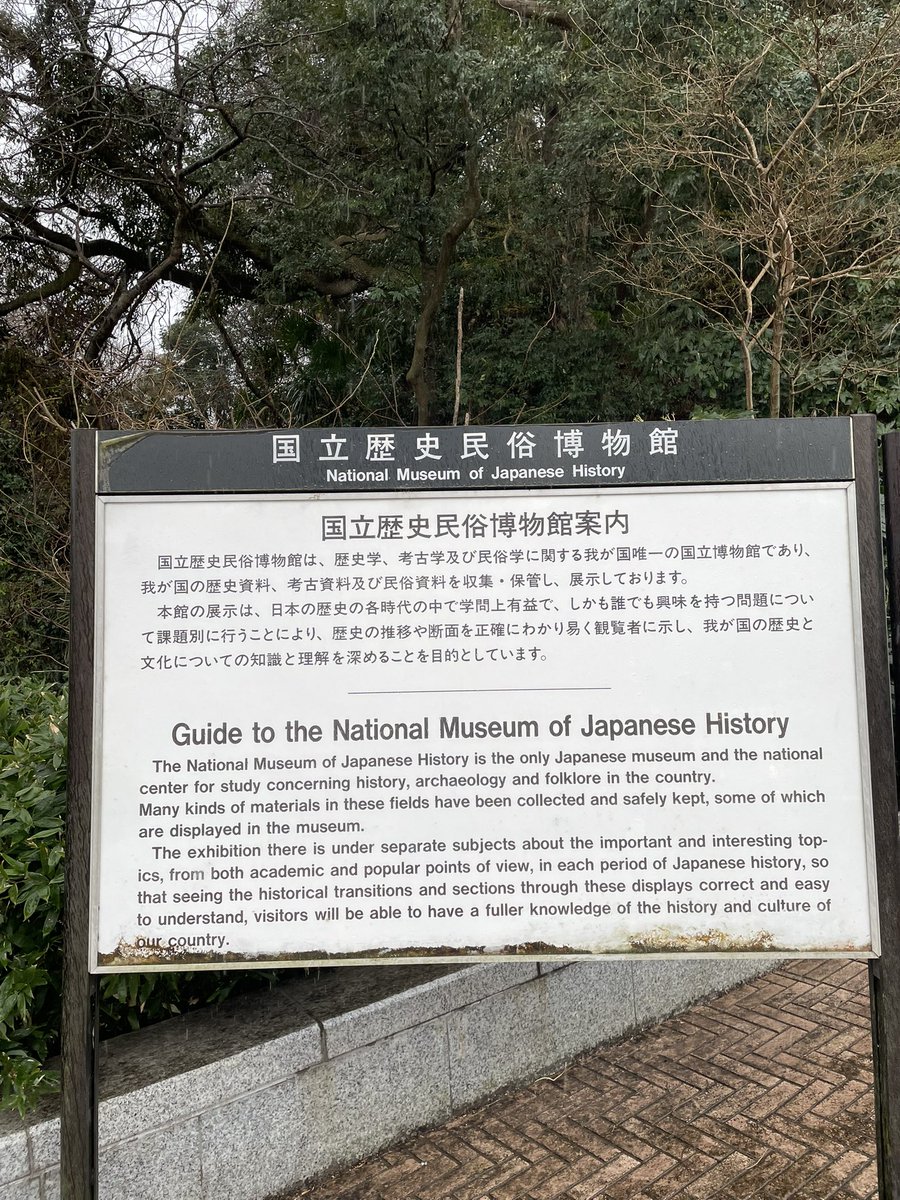 国立歴史民俗博物館
National Museum of Japanese History
国立歴史民俗博物館案内
国立歴史民俗博物館は、歴史学、考古学及び民俗学に関する我が国唯一の国立博物館であり、
我が国の歴史資料、考古資料及び民俗資料を収集・保管し、展示しております。
本館の展示は、日本の歴史の各時代の中で学問上有益で、しかも誰でも興味を持つ問題につい
て課題別に行うことにより、歴史の推移や断面を正確にわかり易く観覧者に示し、我が国の歴史と
文化についての知識と理解を深めることを目的としています。
Guide to the National Museum of Japanese History
The National Museum of Japanese History is the only Japanese museum and the national
center for study concerning history, archaeology and folklore in the country.
Many kinds of materials in these fields have been collected and safely kept, some of which
are displayed in the museum.
The exhibition there is under separate subjects about the important and interesting top-
ics, from both academic and popular points of view, in each period of Japanese history, so
that seeing the historical transitions and sections through these displays correct and easy
to understand, visitors will be able to have a fuller knowledge of the history and culture of
our country.